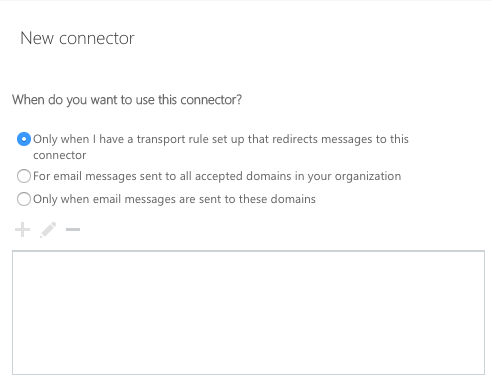 New connector
When do you want to use this connector?
Only when I have a transport rule set up that redirects messages to this
connector
For email messages sent to all accepted domains in your organization
Only when email messages are sent to these domains